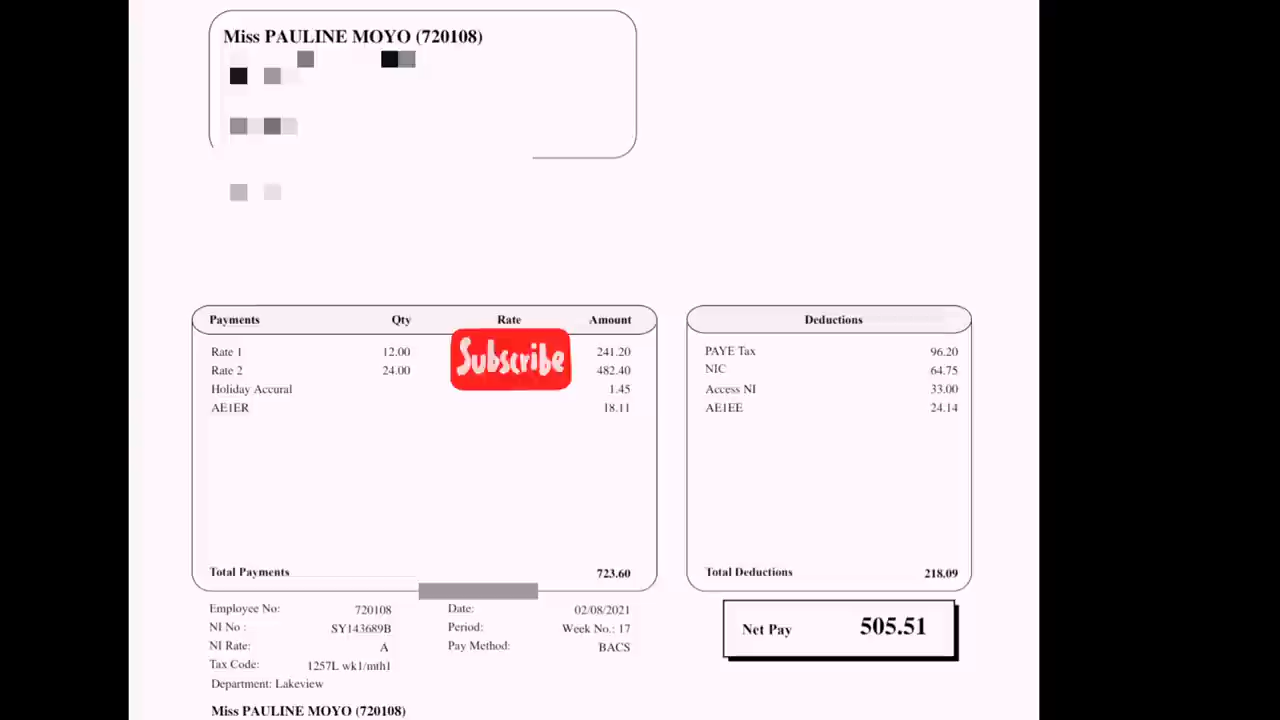 Miss PAULINE MOYO (720108)
Payments Qty Rate Amount
Rate 1 12.00 241.20
Rate 2 24.00 482.40
Holiday Accural 1.45
AE1ER 18.11
Total Payments 723.60
Subscribe
Deductions
PAYE Tax 96.20
NIC 64.75
Access NI 33.00
AE1EE 24.14
Total Deductions 218.09
Employee No: 720108
NI No : SY143689B
NI Rate: A
Tax Code: 1257L wk1/mth1
Department: Lakeview
Date: 02/08/2021
Period: Week No.: 17
Pay Method: BACS
Net Pay 505.51
Miss PAULINE MOYO (720108)